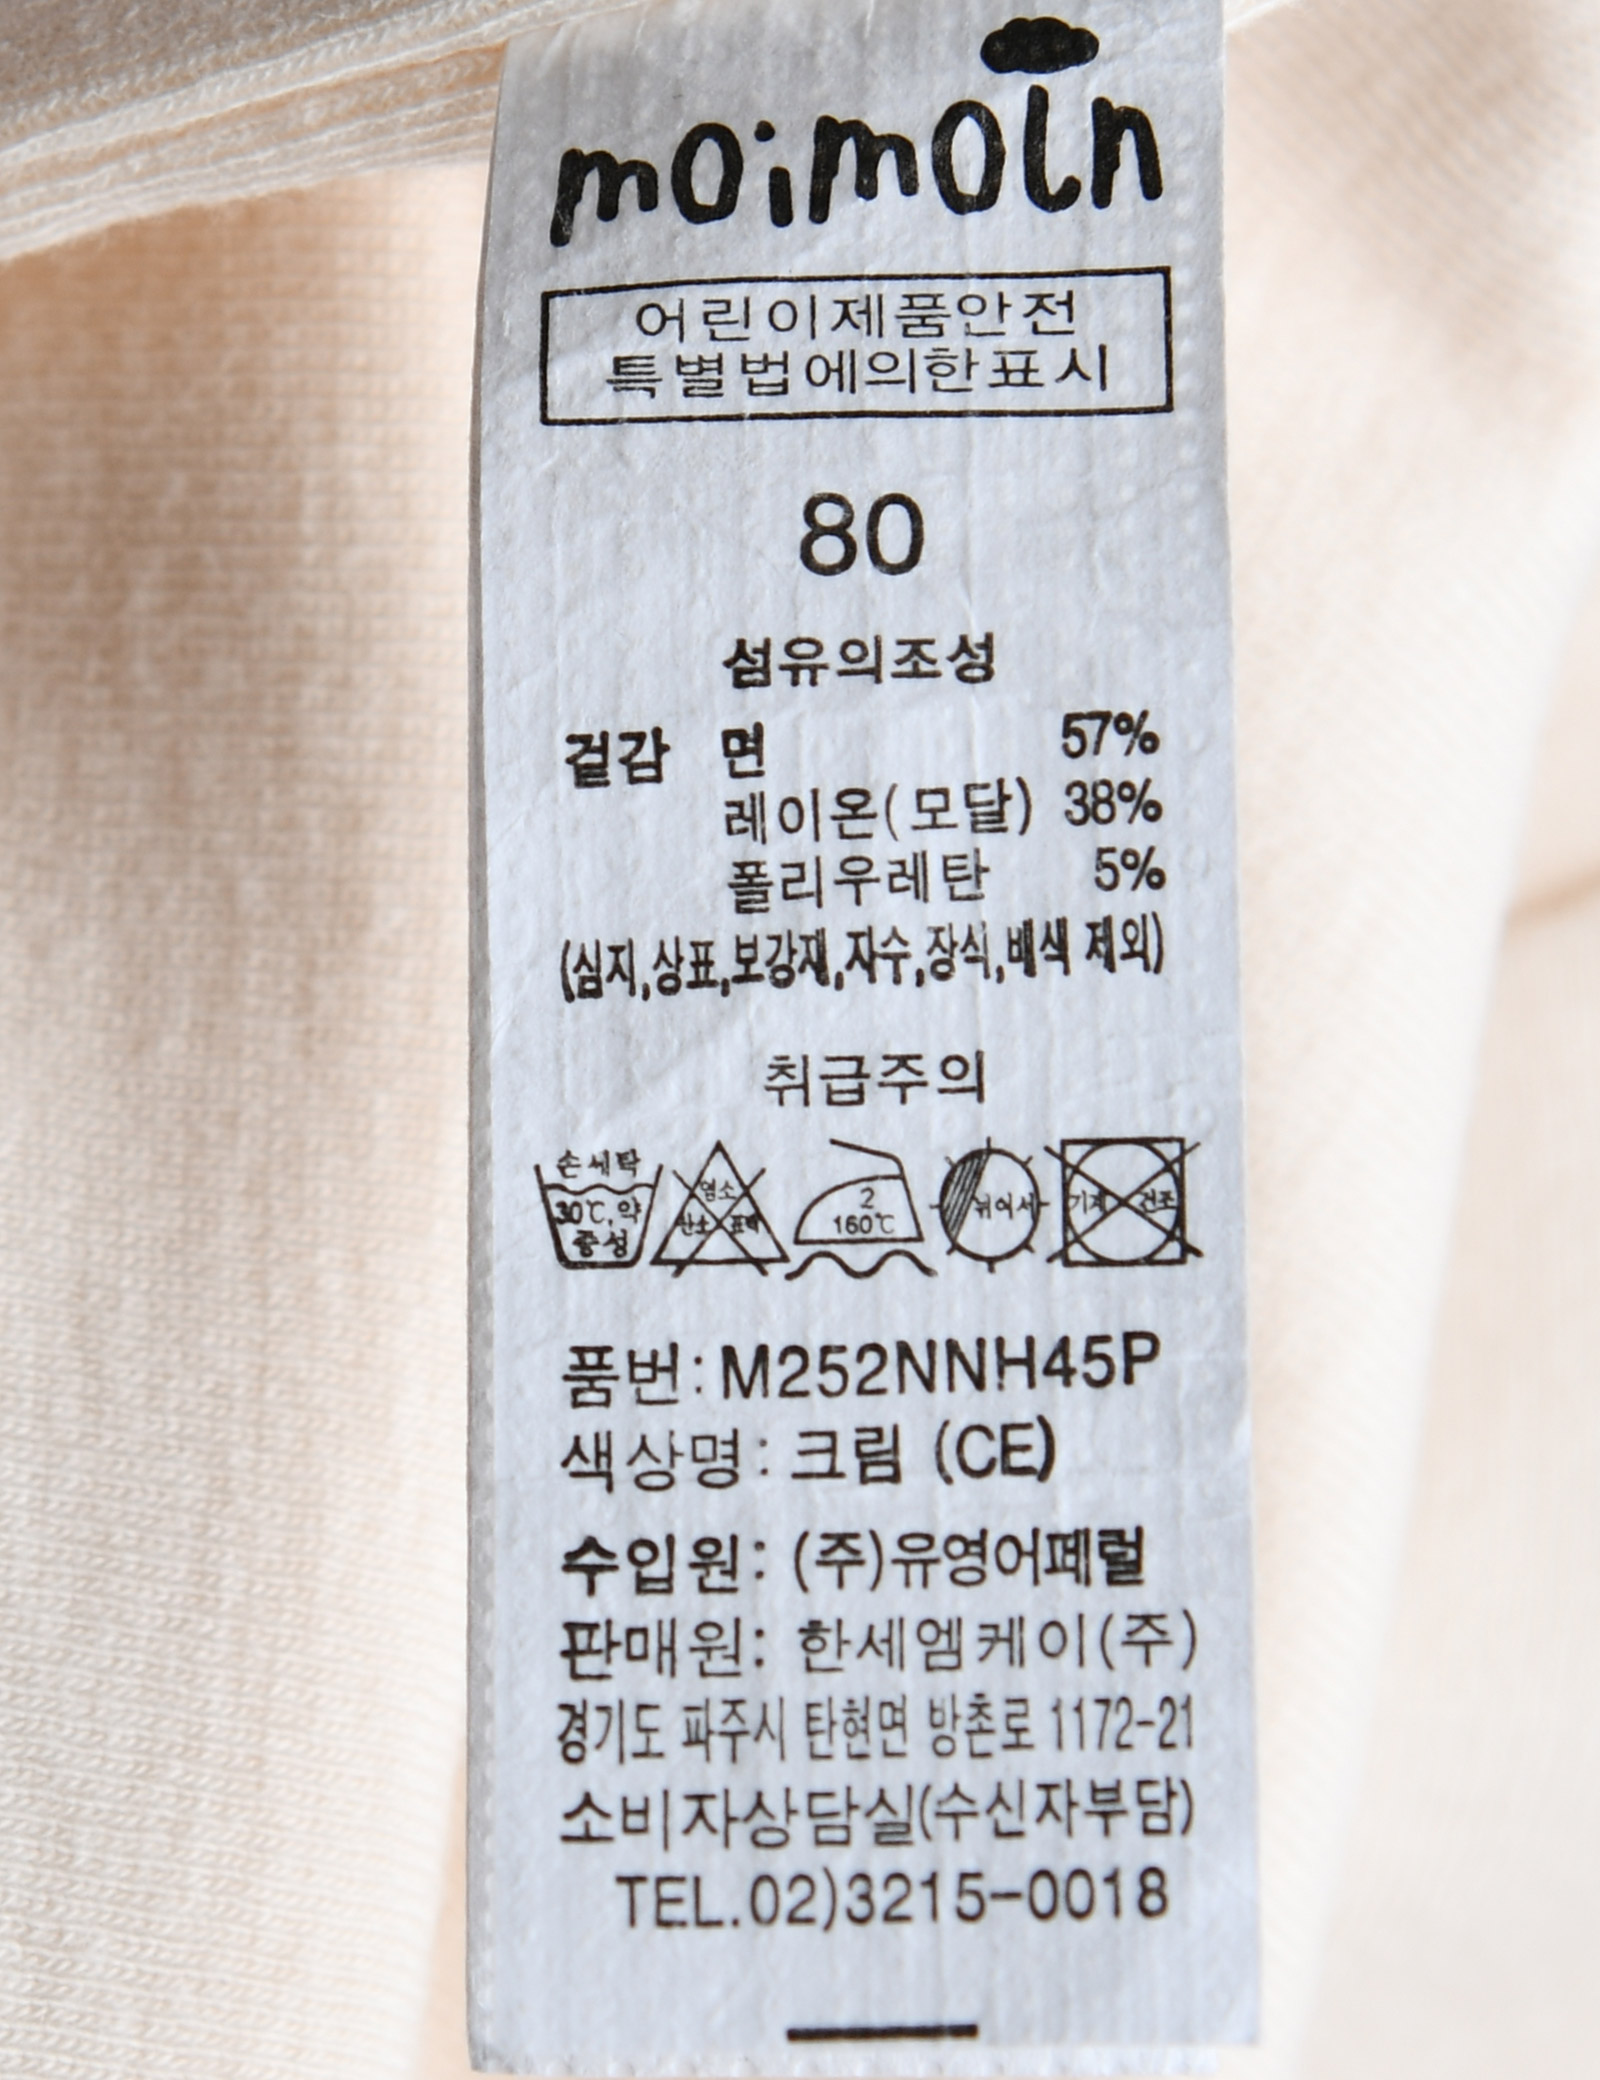 moimoln
어린이제품안전
특별법에의한표시
80
섬유의조성
겉감 면 57%
레이온(모달) 38%
폴리우레탄 5%
(심지,상표,보강재,자수,장식,배색 제외)
취급주의
손세탁
30℃,약
중성
염소
산소 표백
2
160℃
뉘어서
기계 건조
품번:M252NNH45P
색상명: 크림 (CE)
수입원: (주)유영어페럴
판매원: 한세엠케이(주)
경기도 파주시 탄현면 방촌로 1172-21
소비자상담실(수신자부담)
TEL.02)3215-0018